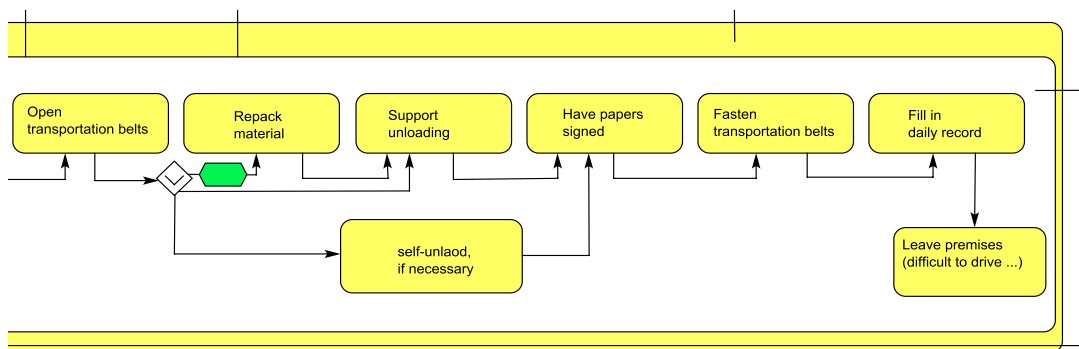 Open
transportation belts
Repack
material
Support
unloading
Have papers
signed
Fasten
transportation belts
Fill in
daily record
self-unlaod,
if necessary
Leave premises
(difficult to drive ...)